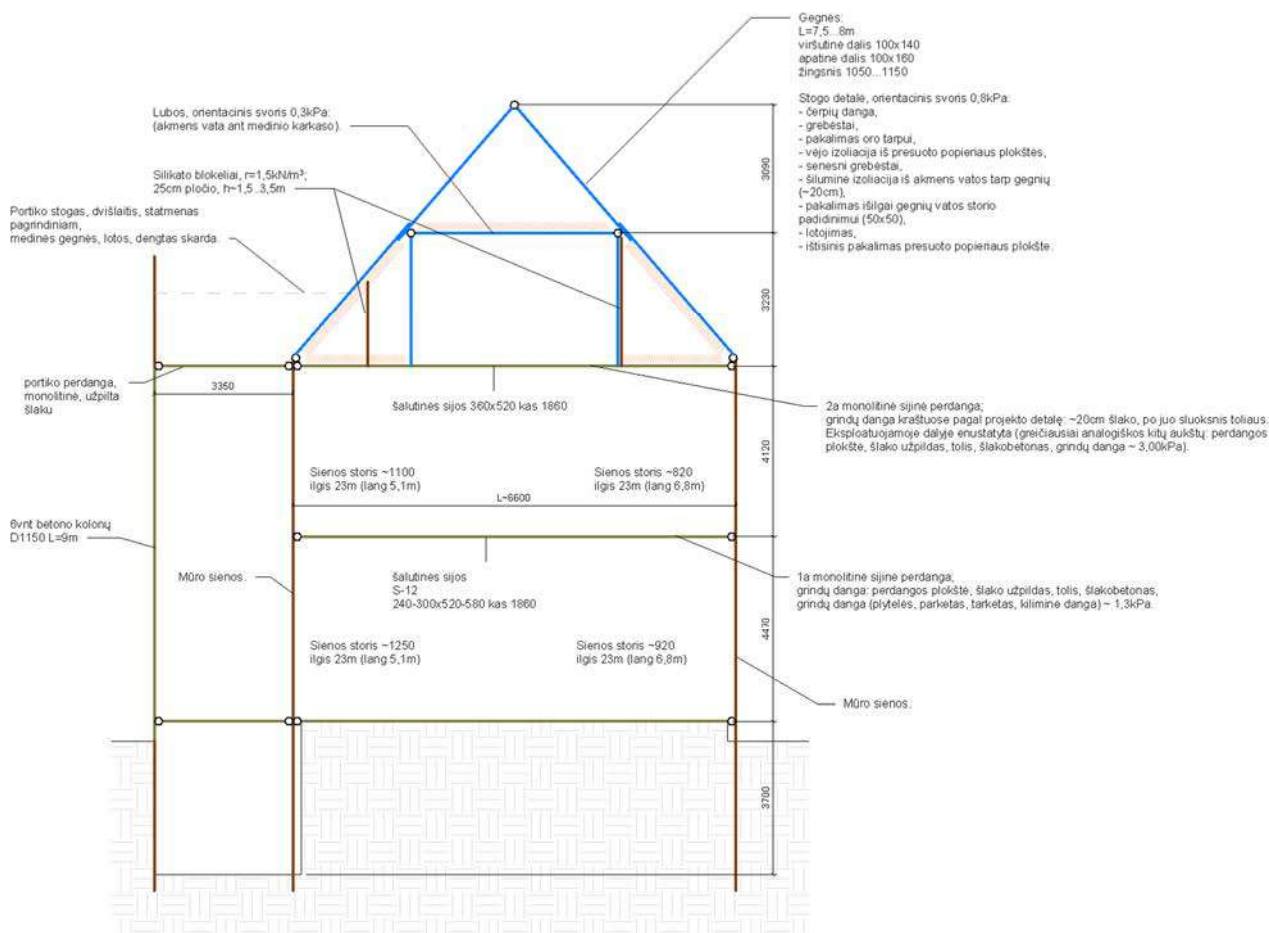 Gegnės:
L=7,5...8m
viršutinė dalis 100x140
apatinė dalis 100x160
žingsnis 1050...1150
Stogo detalė, orientacinis svoris 0,8kPa:
- čerpių danga,
- grebėstai,
- pakalimas oro tarpui,
- vėjo izoliacija iš presuoto popieriaus plokštės,
- senesni grebėstai,
- šiluminė izoliacija iš akmens vatos tarp gegnių
(~20cm),
- pakalimas išilgai gegnių vatos storio
padidinimui (50x50),
- lotojimas,
- ištisinis pakalimas presuoto popieriaus plokšte.
Lubos, orientacinis svoris 0,3kPa:
(akmens vata ant medinio karkaso).
Silikato blokeliai, r=1,5kN/m³;
25cm pločio, h~1,5..3,5m
Portiko stogas, dvišlaitis, statmenas
pagrindiniam,
medinės gegnės, lotos, dengtas skarda.
3090
3230
portiko perdanga,
monolitinė, užpilta
šlaku
3350
šalutinės sijos 360x520 kas 1860
2a monolitinė sijinė perdanga;
grindų danga kraštuose pagal projekto detalę: ~20cm šlako, po juo sluoksnis toliaus.
Eksploatuojamoje dalyje enustatyta (greičiausiai analogiškos kitų aukštų: perdangos
plokštė, šlako užpildas, tolis, šlakobetonas, grindų danga ~ 3,00kPa).
4120
Sienos storis ~1100
ilgis 23m (lang 5,1m)
Sienos storis ~820
ilgis 23m (lang 6,8m)
L~6600
6vnt betono kolonų
D1150 L=9m
Mūro sienos.
šalutinės sijos
S-12
240-300x520-580 kas 1860
1a monolitinė sijinė perdanga;
grindų danga: perdangos plokštė, šlako užpildas, tolis, šlakobetonas,
grindų danga (plytelės, parketas, tarketas, kiliminė danga) ~ 1,3kPa.
4470
Sienos storis ~1250
ilgis 23m (lang 5,1m)
Sienos storis ~920
ilgis 23m (lang 6,8m)
Mūro sienos.
3700